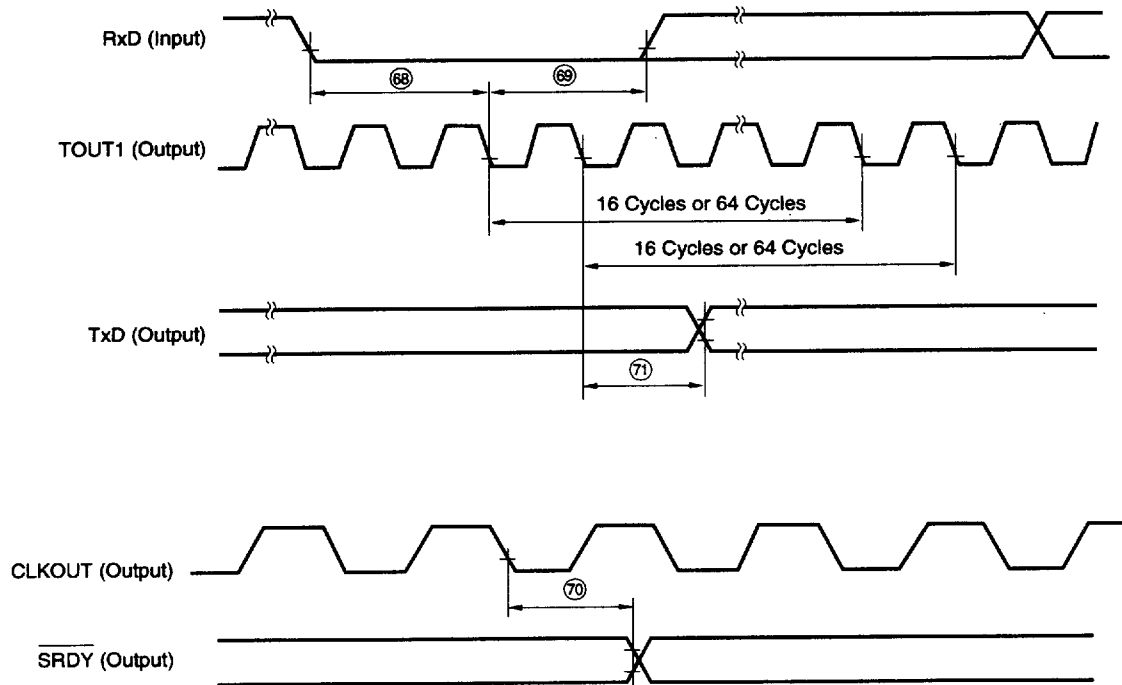 RxD (Input)
68
69
TOUT1 (Output)
16 Cycles or 64 Cycles
16 Cycles or 64 Cycles
TxD (Output)
71
CLKOUT (Output)
70
SRDY (Output)